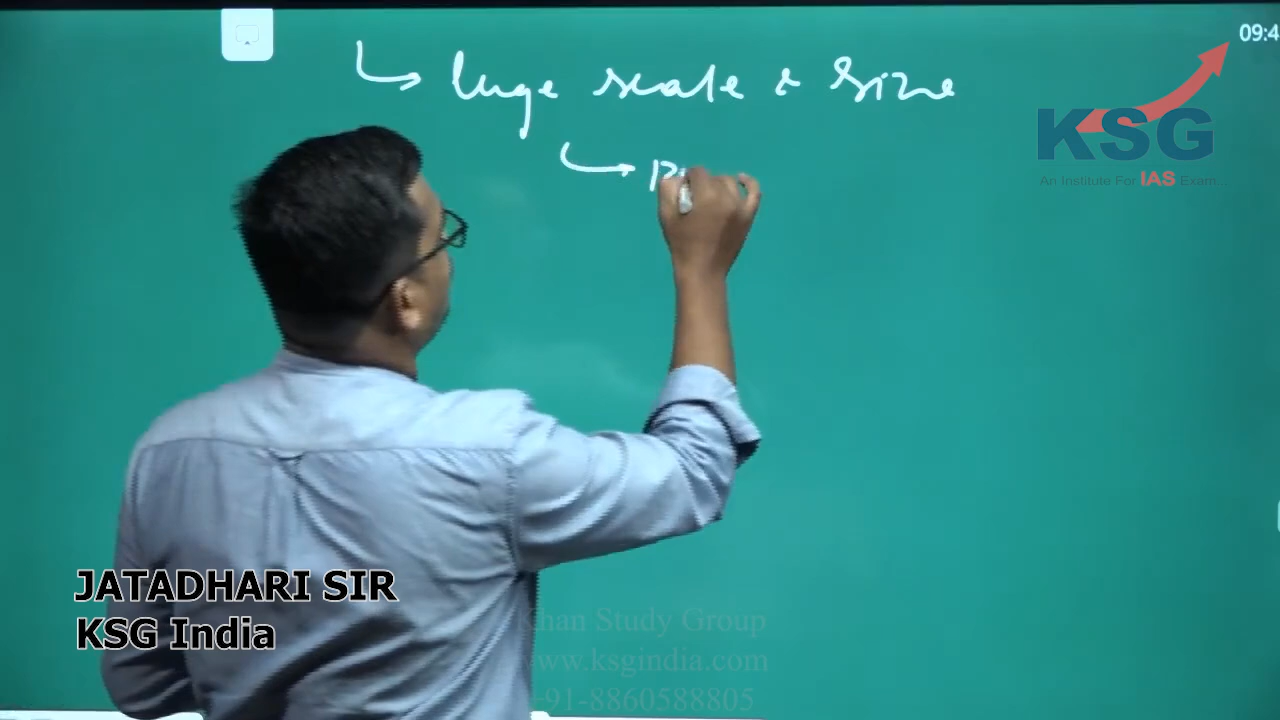 09:4
↳ huge scale & size
KSG
An Institute For IAS Exam...
JATADHARI SIR
KSG India
Khan Study Group
www.ksgindia.com
+91-8860588805